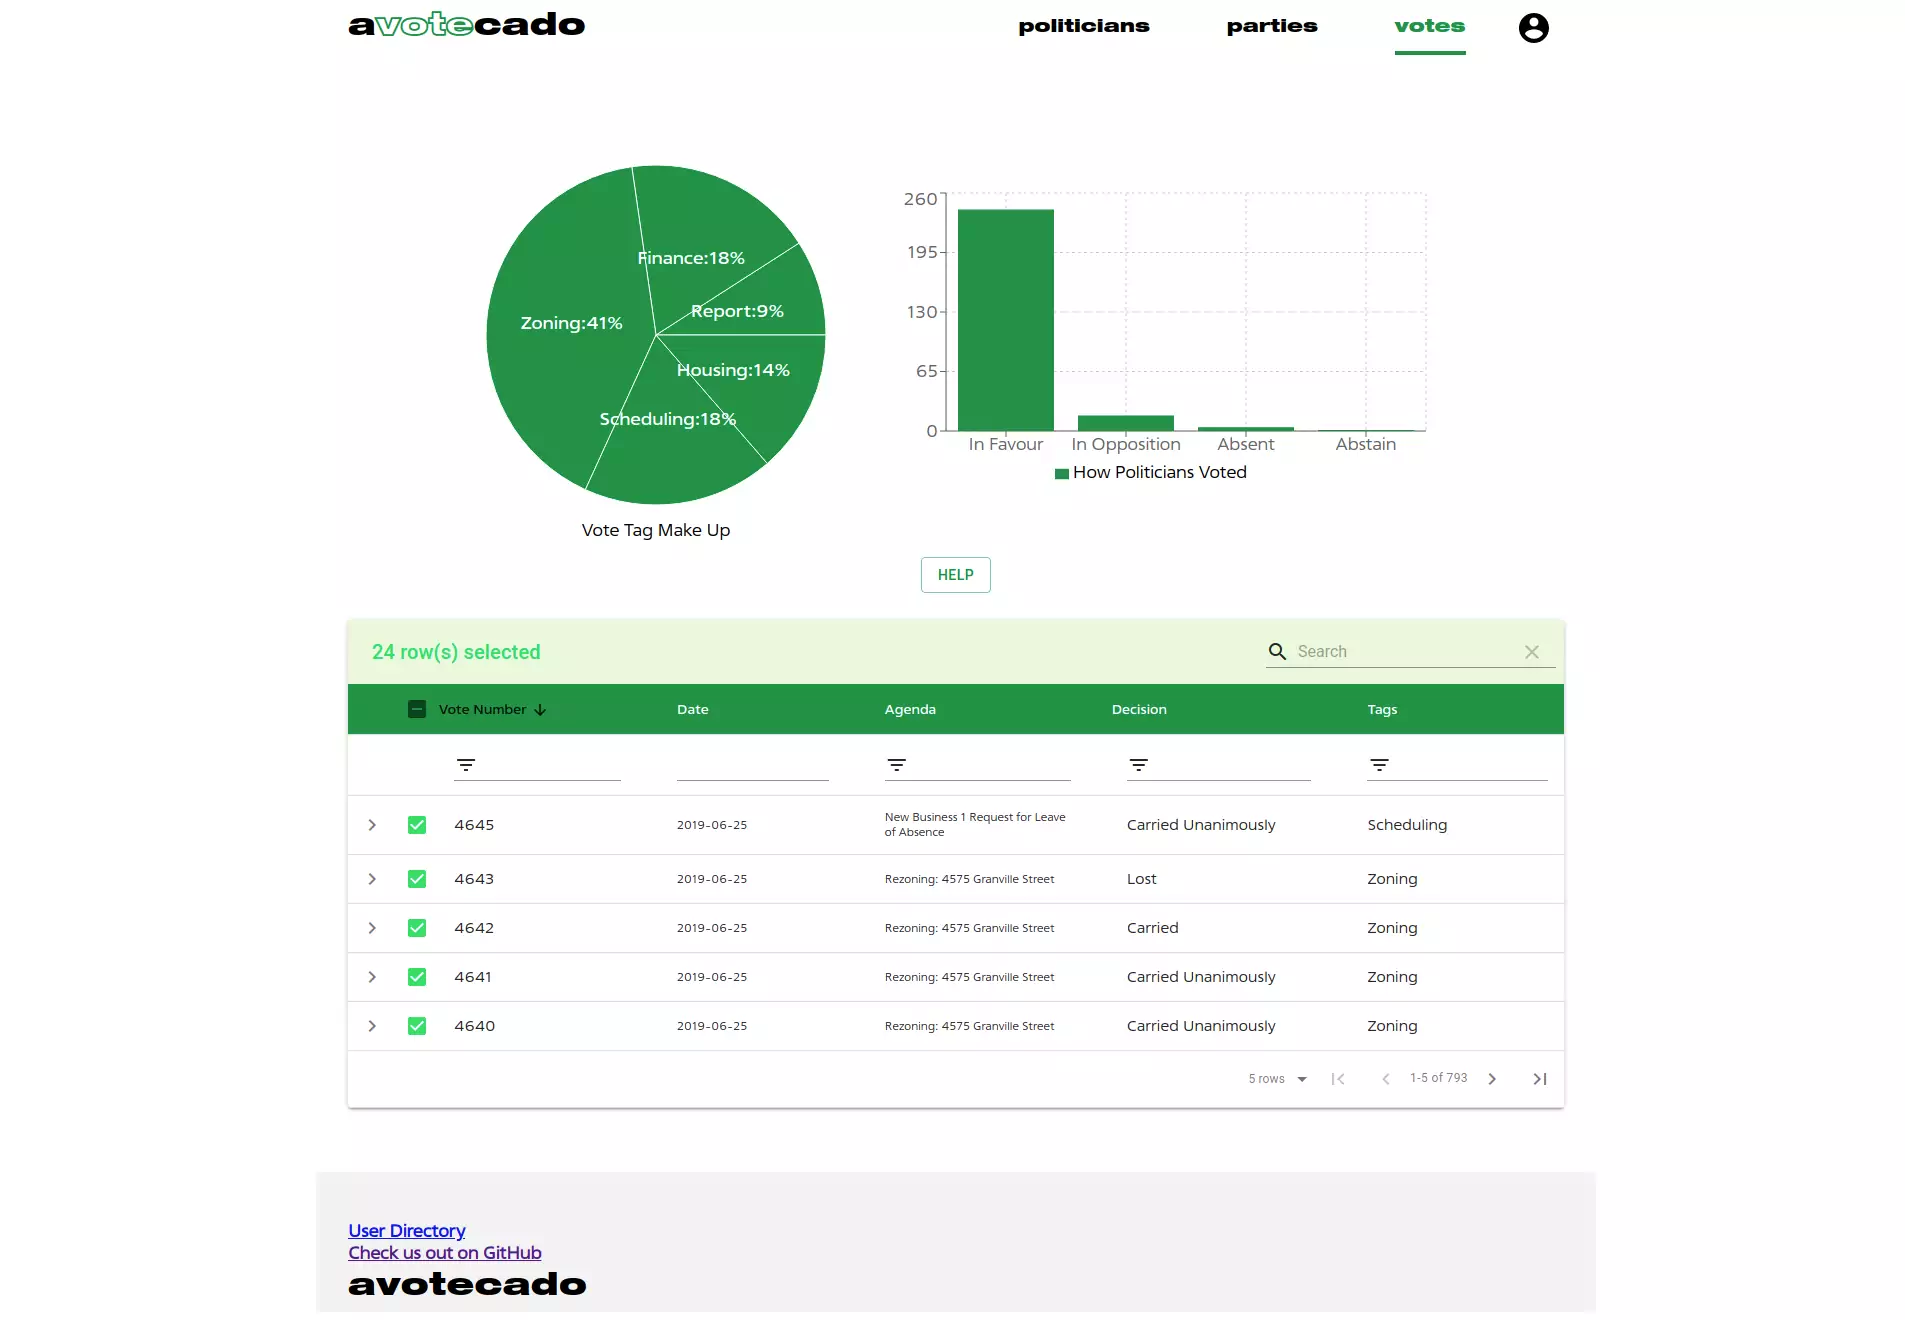 avotecado
politicians
parties
votes
Finance:18%
Report:9%
Zoning:41%
Housing:14%
Scheduling:18%
Vote Tag Make Up
260
195
130
65
0
In Favour
In Opposition
Absent
Abstain
How Politicians Voted
HELP
24 row(s) selected
Search
Vote Number
Date
Agenda
Decision
Tags
4645
2019-06-25
New Business 1 Request for Leave
of Absence
Carried Unanimously
Scheduling
4643
2019-06-25
Rezoning: 4575 Granville Street
Lost
Zoning
4642
2019-06-25
Rezoning: 4575 Granville Street
Carried
Zoning
4641
2019-06-25
Rezoning: 4575 Granville Street
Carried Unanimously
Zoning
4640
2019-06-25
Rezoning: 4575 Granville Street
Carried Unanimously
Zoning
5 rows
1-5 of 793
User Directory
Check us out on GitHub
avotecado